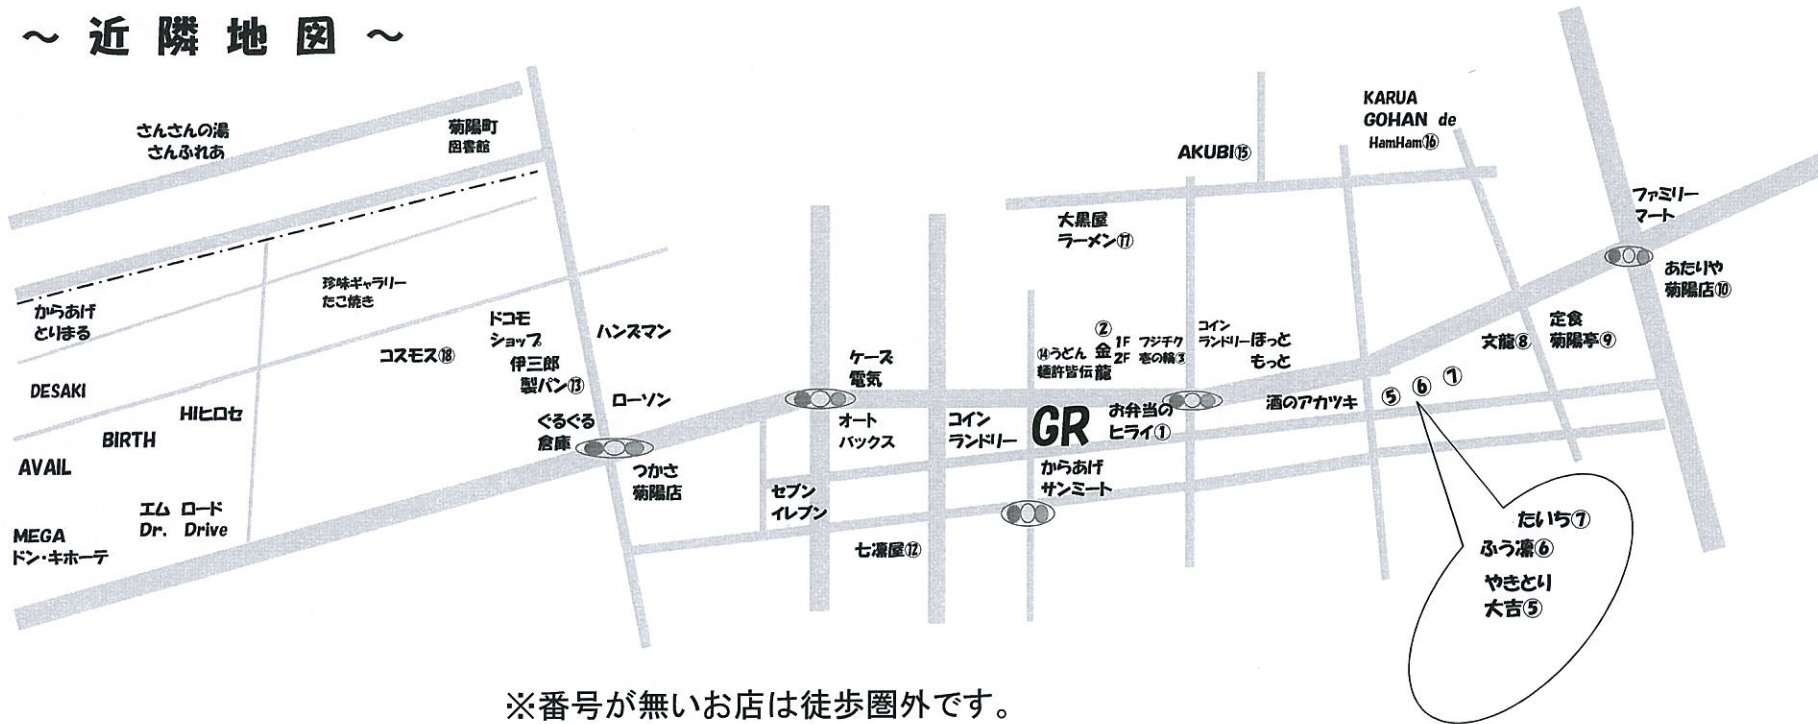 ～ 近 隣 地 図 ～
さんさんの湯
さんふれあ
菊陽町
図書館
からあげ
とりまる
珍味ギャラリー
たこ焼き
コスモス⑱
ドコモ
ショップ
伊三郎
製パン⑬
ハンズマン
ローソン
ぐるぐる
倉庫
DESAKI
HIヒロセ
BIRTH
AVAIL
エム ロード
Dr. Drive
MEGA
ドン・キホーテ
つかさ
菊陽店
ケーズ
電気
オート
バックス
セブン
イレブン
七凛屋⑫
コイン
ランドリー
GR
お弁当の
ヒライ①
からあげ
サンミート
⑭うどん
麺許皆伝
②
金
龍
1F フジチク
2F 壱の輪③
コイン
ランドリー
ほっと
もっと
大黒屋
ラーメン⑰
AKUBI⑮
KARUA
GOHAN de
HamHam⑯
ファミリー
マート
あたりや
菊陽店⑩
定食
菊陽亭⑨
文龍⑧
酒のアカツキ
⑤ ⑥ ⑦
たいち⑦
ふう凛⑥
やきとり
大吉⑤
※番号が無いお店は徒歩圏外です。